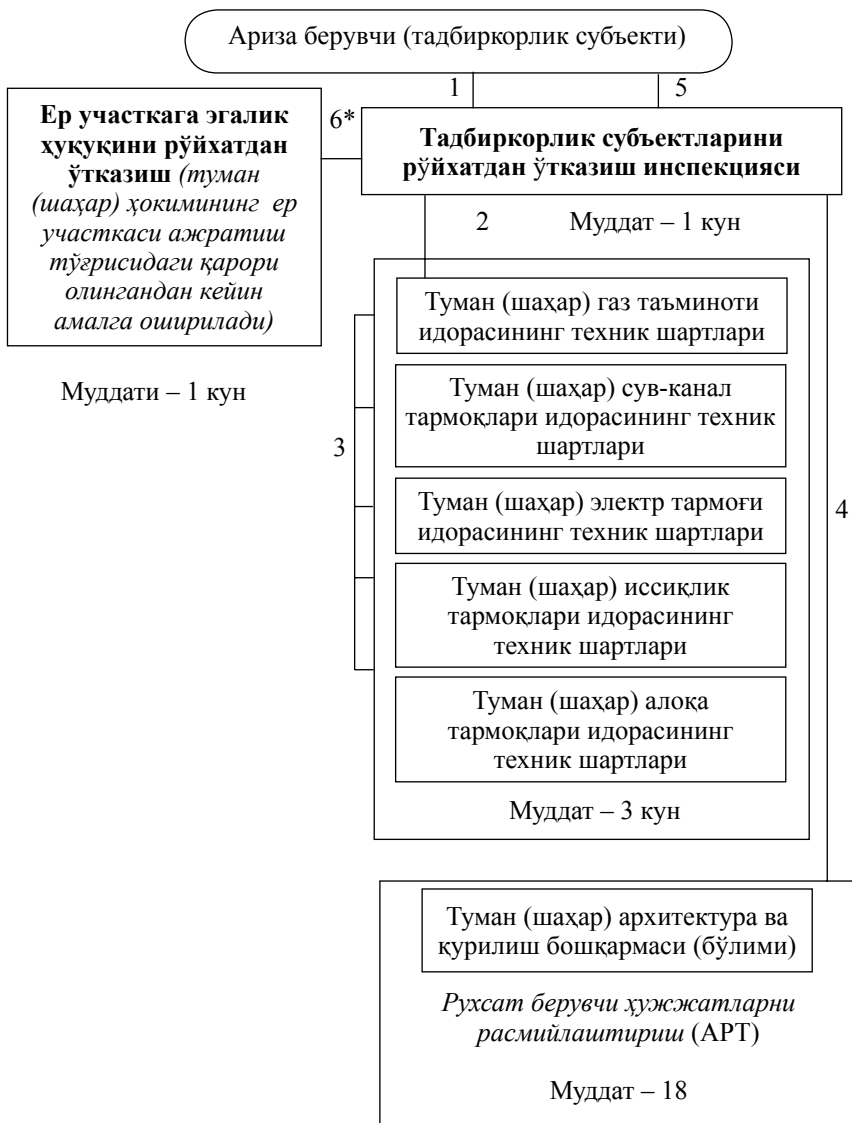 Ариза берувчи (тадбиркорлик субъекти)
1
5
Ер участкага эгалик
ҳуқуқини рўйхатдан
ўтказиш (туман
(шаҳар) ҳокимининг ер
участкаси ажратиш
тўғрисидаги қарори
олингандан кейин
амалга оширилади)
6*
Тадбиркорлик субъектларини
рўйхатдан ўтказиш инспекцияси
2
Муддат – 1 кун
Муддати – 1 кун
Туман (шаҳар) газ таъминоти
идорасининг техник шартлари
Туман (шаҳар) сув-канал
тармоқлари идорасининг техник
шартлари
3
Туман (шаҳар) электр тармоғи
идорасининг техник шартлари
4
Туман (шаҳар) иссиқлик
тармоқлари идорасининг
техник шартлари
Туман (шаҳар) алоқа
тармоқлари идорасининг
техник шартлари
Муддат – 3 кун
Туман (шаҳар) архитектура ва
қурилиш бошқармаси (бўлими)
Рухсат берувчи ҳужжатларни
расмийлаштириш (АРТ)
Муддат – 18